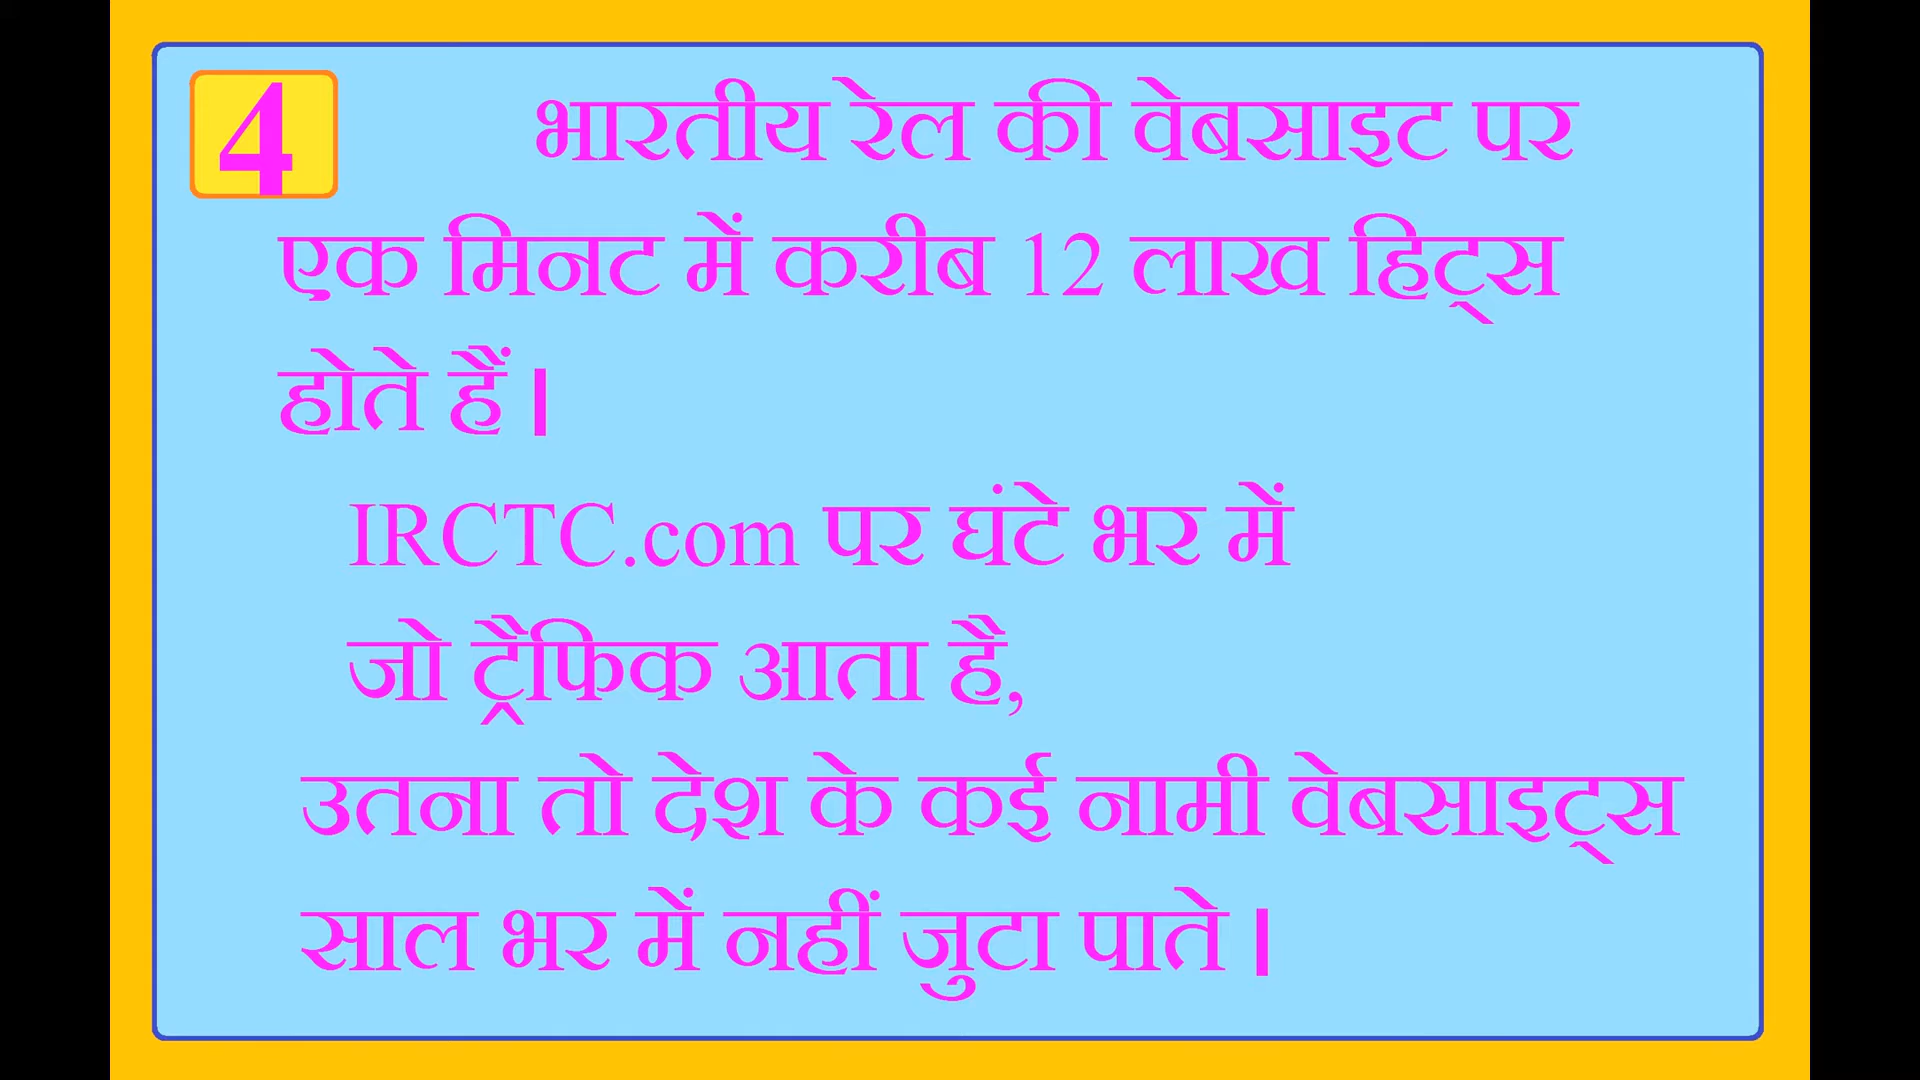 4
भारतीय रेल की वेबसाइट पर
एक मिनट में करीब 12 लाख हिट्स
होते हैं।
IRCTC.com पर घंटे भर में
जो ट्रैफिक आता है,
उतना तो देश के कई नामी वेबसाइट्स
साल भर में नहीं जुटा पाते।